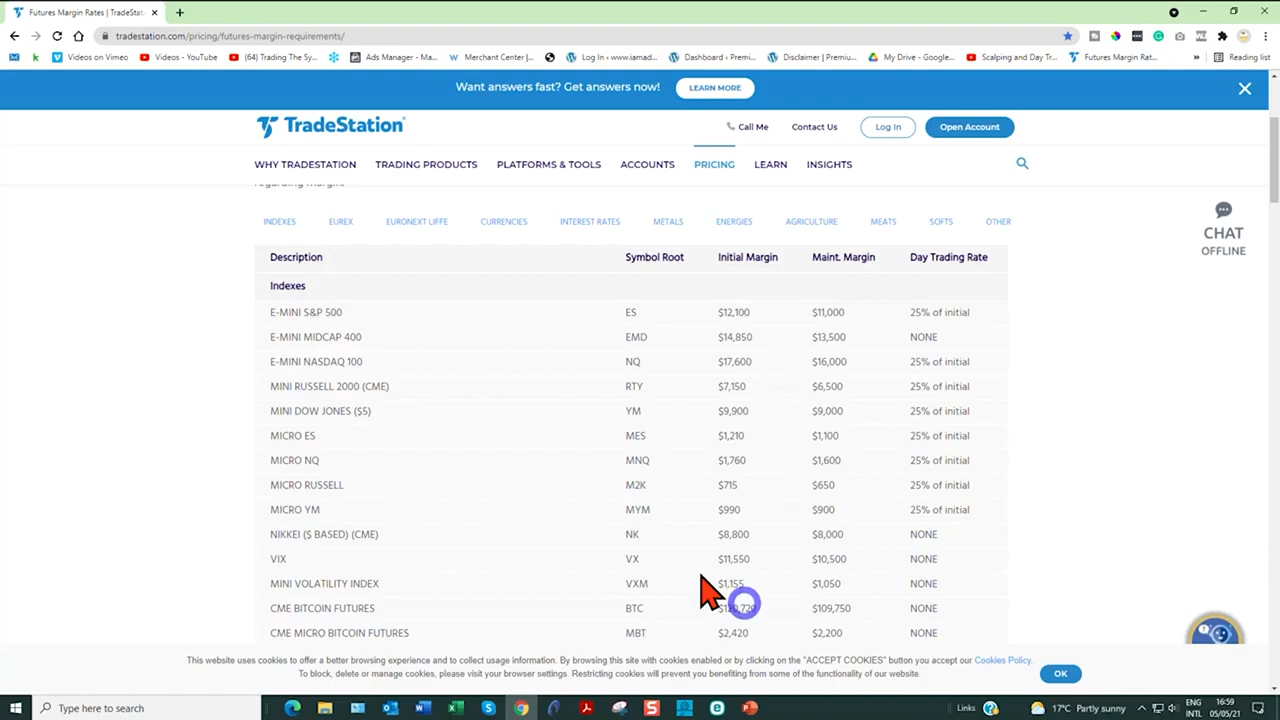 Futures Margin Rates | TradeStati
tradestation.com/pricing/futures-margin-requirements/
Videos on Vimeo
Videos - YouTube
(64) Trading The Sy...
Ads Manager - Ma...
Merchant Center|...
Log In ‹ www.iamad...
Dashboard ‹ Premi...
Disclaimer | Premiu...
My Drive - Google...
Scalping and Day Tr...
Futures Margin Rat...
»
Reading list
Want answers fast? Get answers now!
LEARN MORE
TradeStation
Call Me
Contact Us
Log In
Open Account
WHY TRADESTATION
TRADING PRODUCTS
PLATFORMS & TOOLS
ACCOUNTS
PRICING
LEARN
INSIGHTS
regarding margin.
INDEXES EUREX EURONEXT LIFFE CURRENCIES INTEREST RATES METALS ENERGIES AGRICULTURE MEATS SOFTS OTHER
CHAT
OFFLINE
Description Symbol Root Initial Margin Maint. Margin Day Trading Rate
Indexes
E-MINI S&P 500 ES $12,100 $11,000 25% of initial
E-MINI MIDCAP 400 EMD $14,850 $13,500 NONE
E-MINI NASDAQ 100 NQ $17,600 $16,000 25% of initial
MINI RUSSELL 2000 (CME) RTY $7,150 $6,500 25% of initial
MINI DOW JONES ($5) YM $9,900 $9,000 25% of initial
MICRO ES MES $1,210 $1,100 25% of initial
MICRO NQ MNQ $1,760 $1,600 25% of initial
MICRO RUSSELL M2K $715 $650 25% of initial
MICRO YM MYM $990 $900 25% of initial
NIKKEI ($ BASED) (CME) NK $8,800 $8,000 NONE
VIX VX $11,550 $10,500 NONE
MINI VOLATILITY INDEX VXM $1,155 $1,050 NONE
CME BITCOIN FUTURES BTC $109,750 NONE
CME MICRO BITCOIN FUTURES MBT $2,420 $2,200 NONE
This website uses cookies to offer a better browsing experience and to collect usage information. By browsing this site with cookies enabled or by clicking on the "ACCEPT COOKIES" button you accept our Cookies Policy.
To block, delete or manage cookies, please visit your browser settings. Restricting cookies will prevent you benefiting from some of the functionality of our website.
OK
Type here to search
Links
17°C Partly sunny
ENG
INTL
16:59
05/05/21